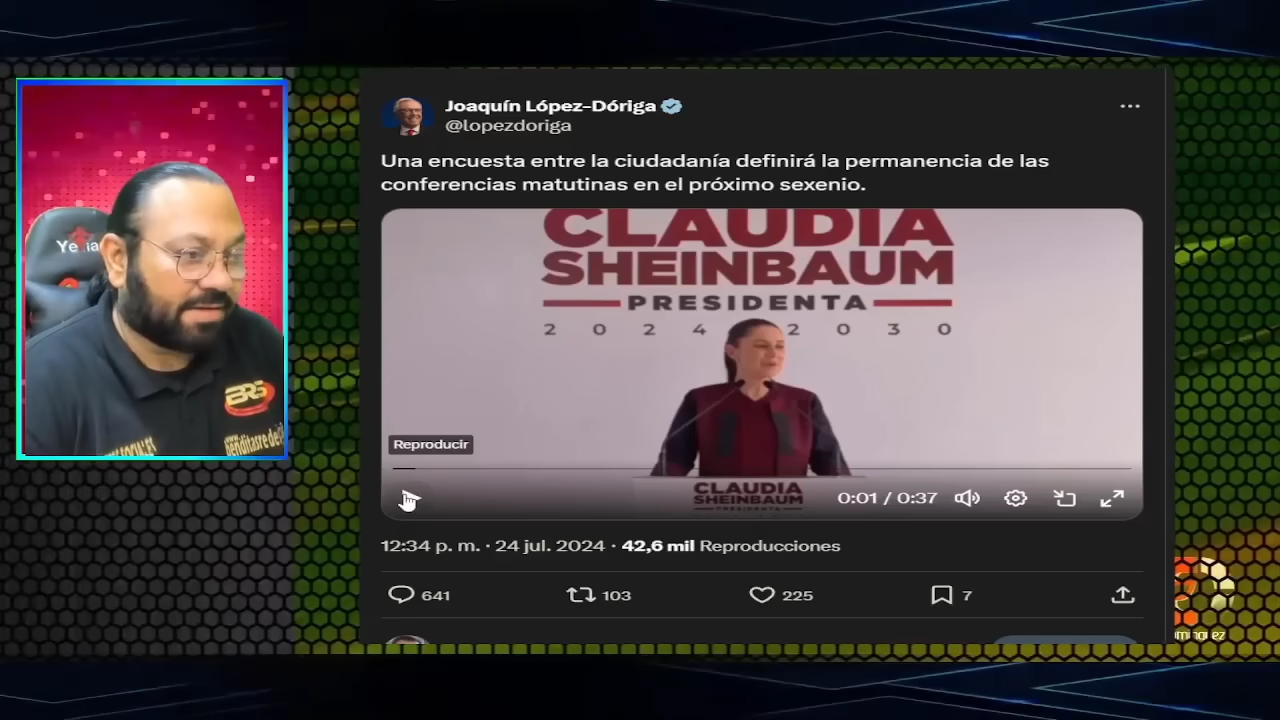 Joaquín López-Dóriga
@lopezdoriga
Una encuesta entre la ciudadanía definirá la permanencia de las
conferencias matutinas en el próximo sexenio.
CLAUDIA
SHEINBAUM
PRESIDENTA
2024 2030
Reproducir
CLAUDIA
SHEINBAUM
PRESIDENTA
0:01 / 0:37
12:34 p. m. · 24 jul. 2024 · 42,6 mil Reproducciones
641
103
225
7
BRS